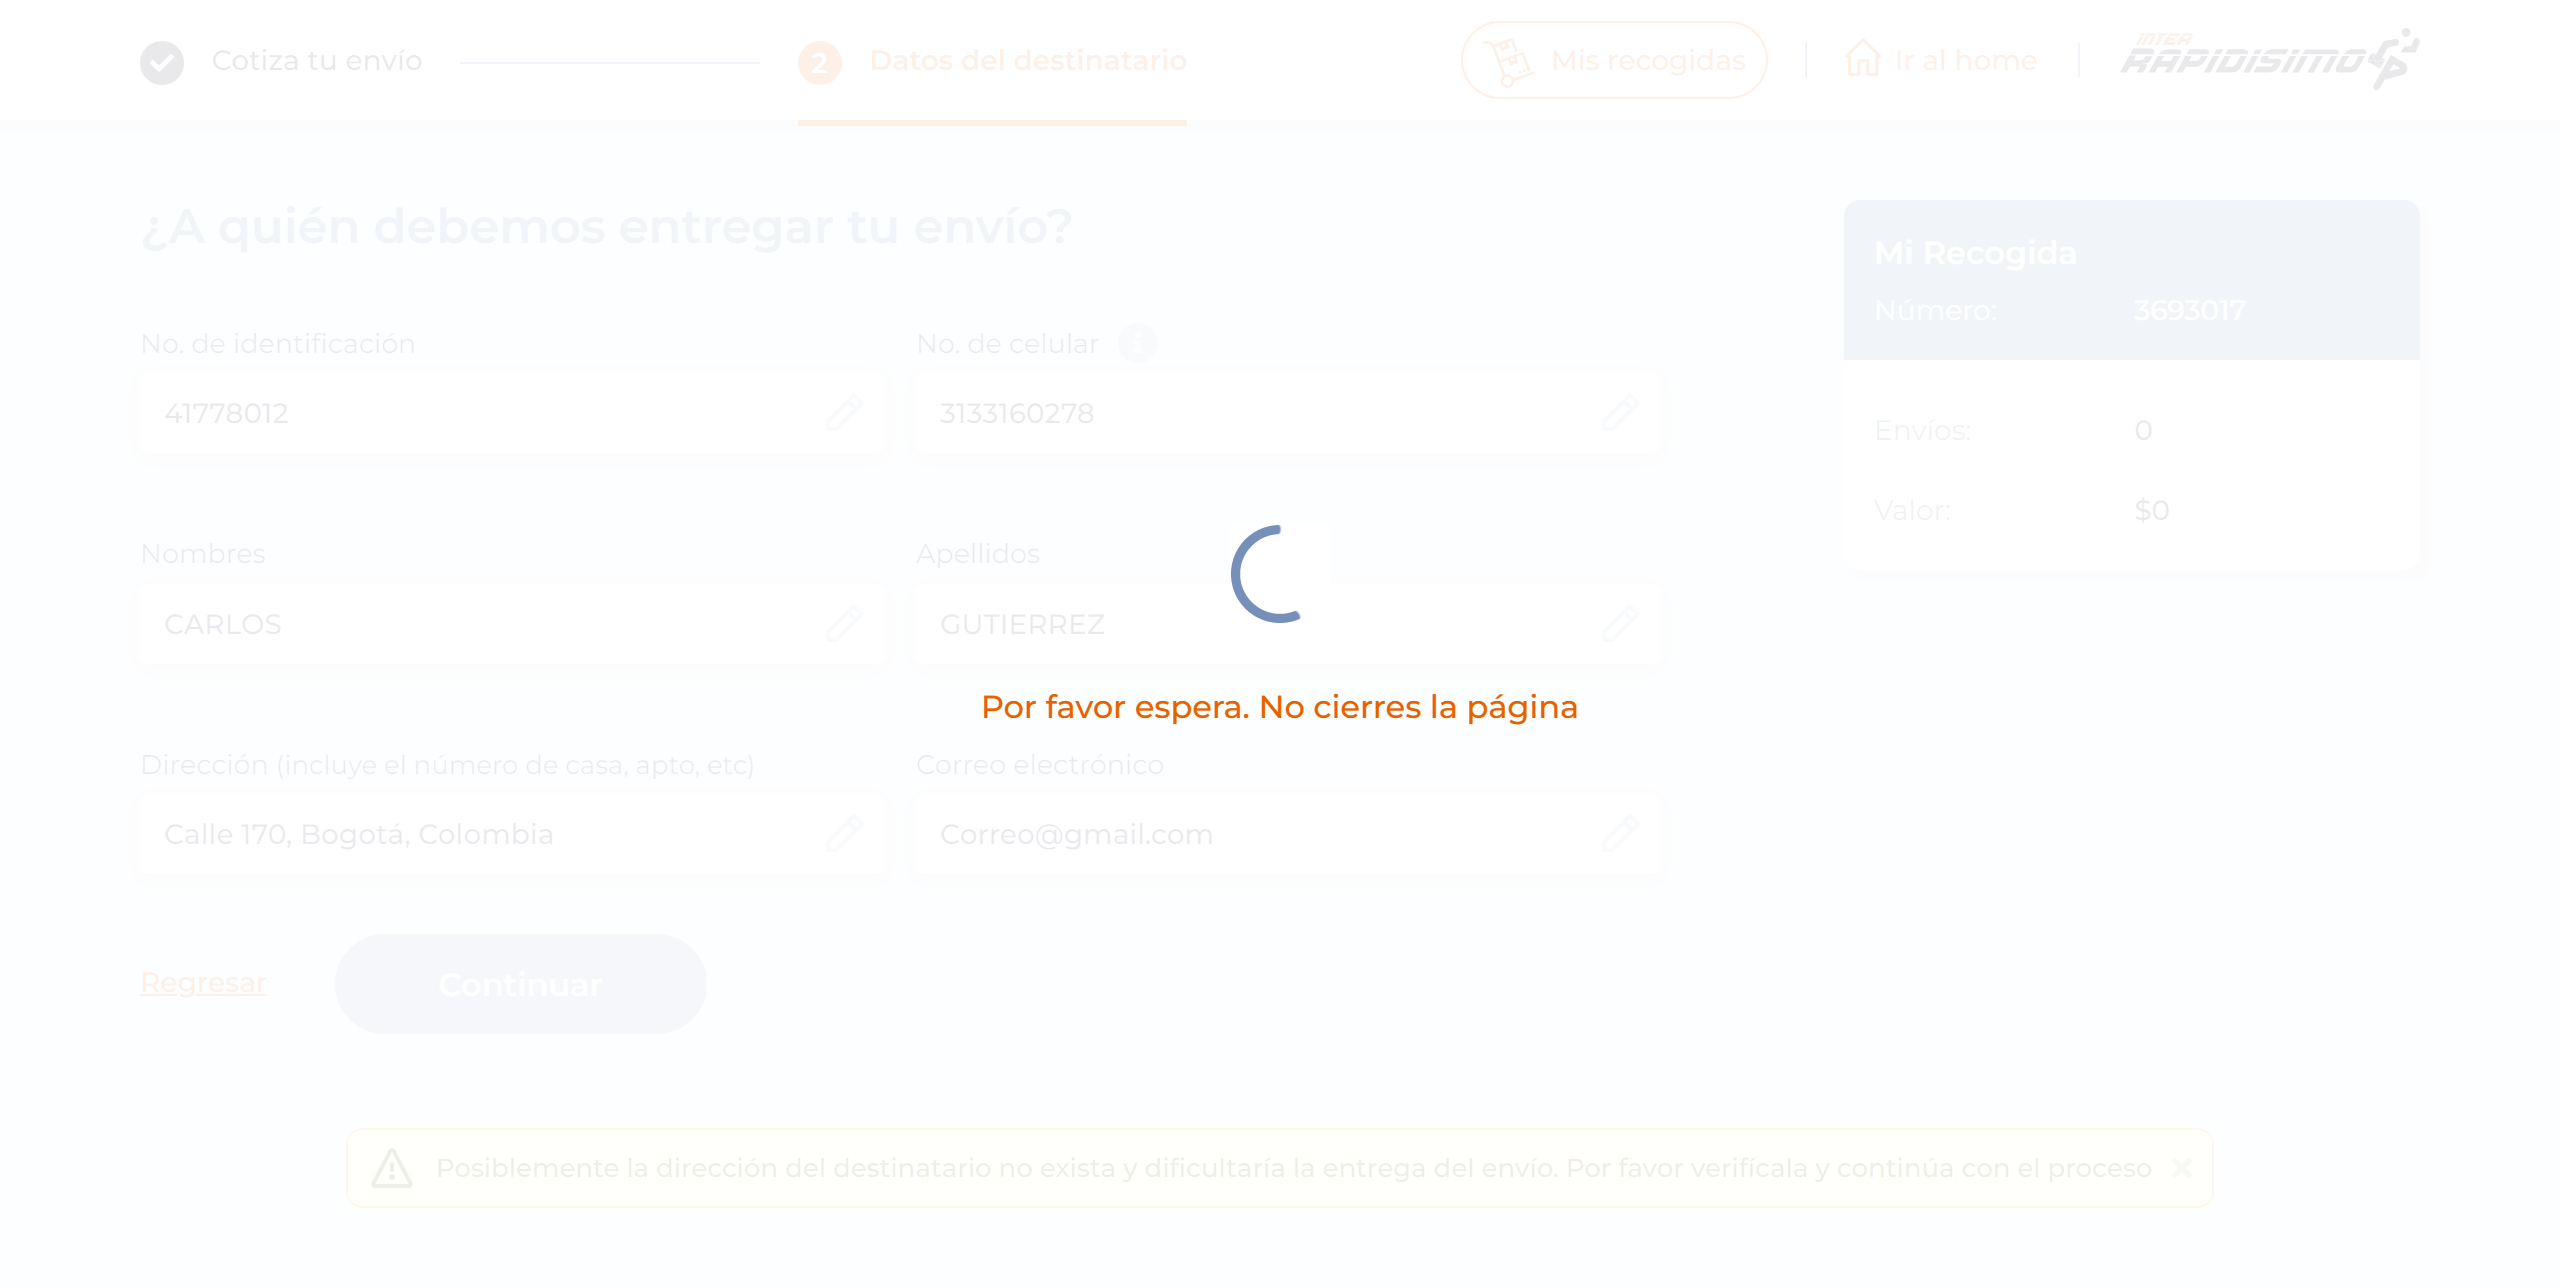 Cotiza tu envío
2 Datos del destinatario
Mis recogidas
Ir al home
INTER
RAPIDISIMO
¿A quién debemos entregar tu envío?
Mi Recogida
Número: 3693017
Envíos: 0
Valor: $0
No. de identificación
41778012
No. de celular
3133160278
Nombres
CARLOS
Apellidos
GUTIERREZ
Por favor espera. No cierres la página
Dirección (incluye el número de casa, apto, etc)
Calle 170, Bogotá, Colombia
Correo electrónico
Correo@gmail.com
Regresar
Continuar
Posiblemente la dirección del destinatario no exista y dificultaría la entrega del envío. Por favor verifícala y continúa con el proceso